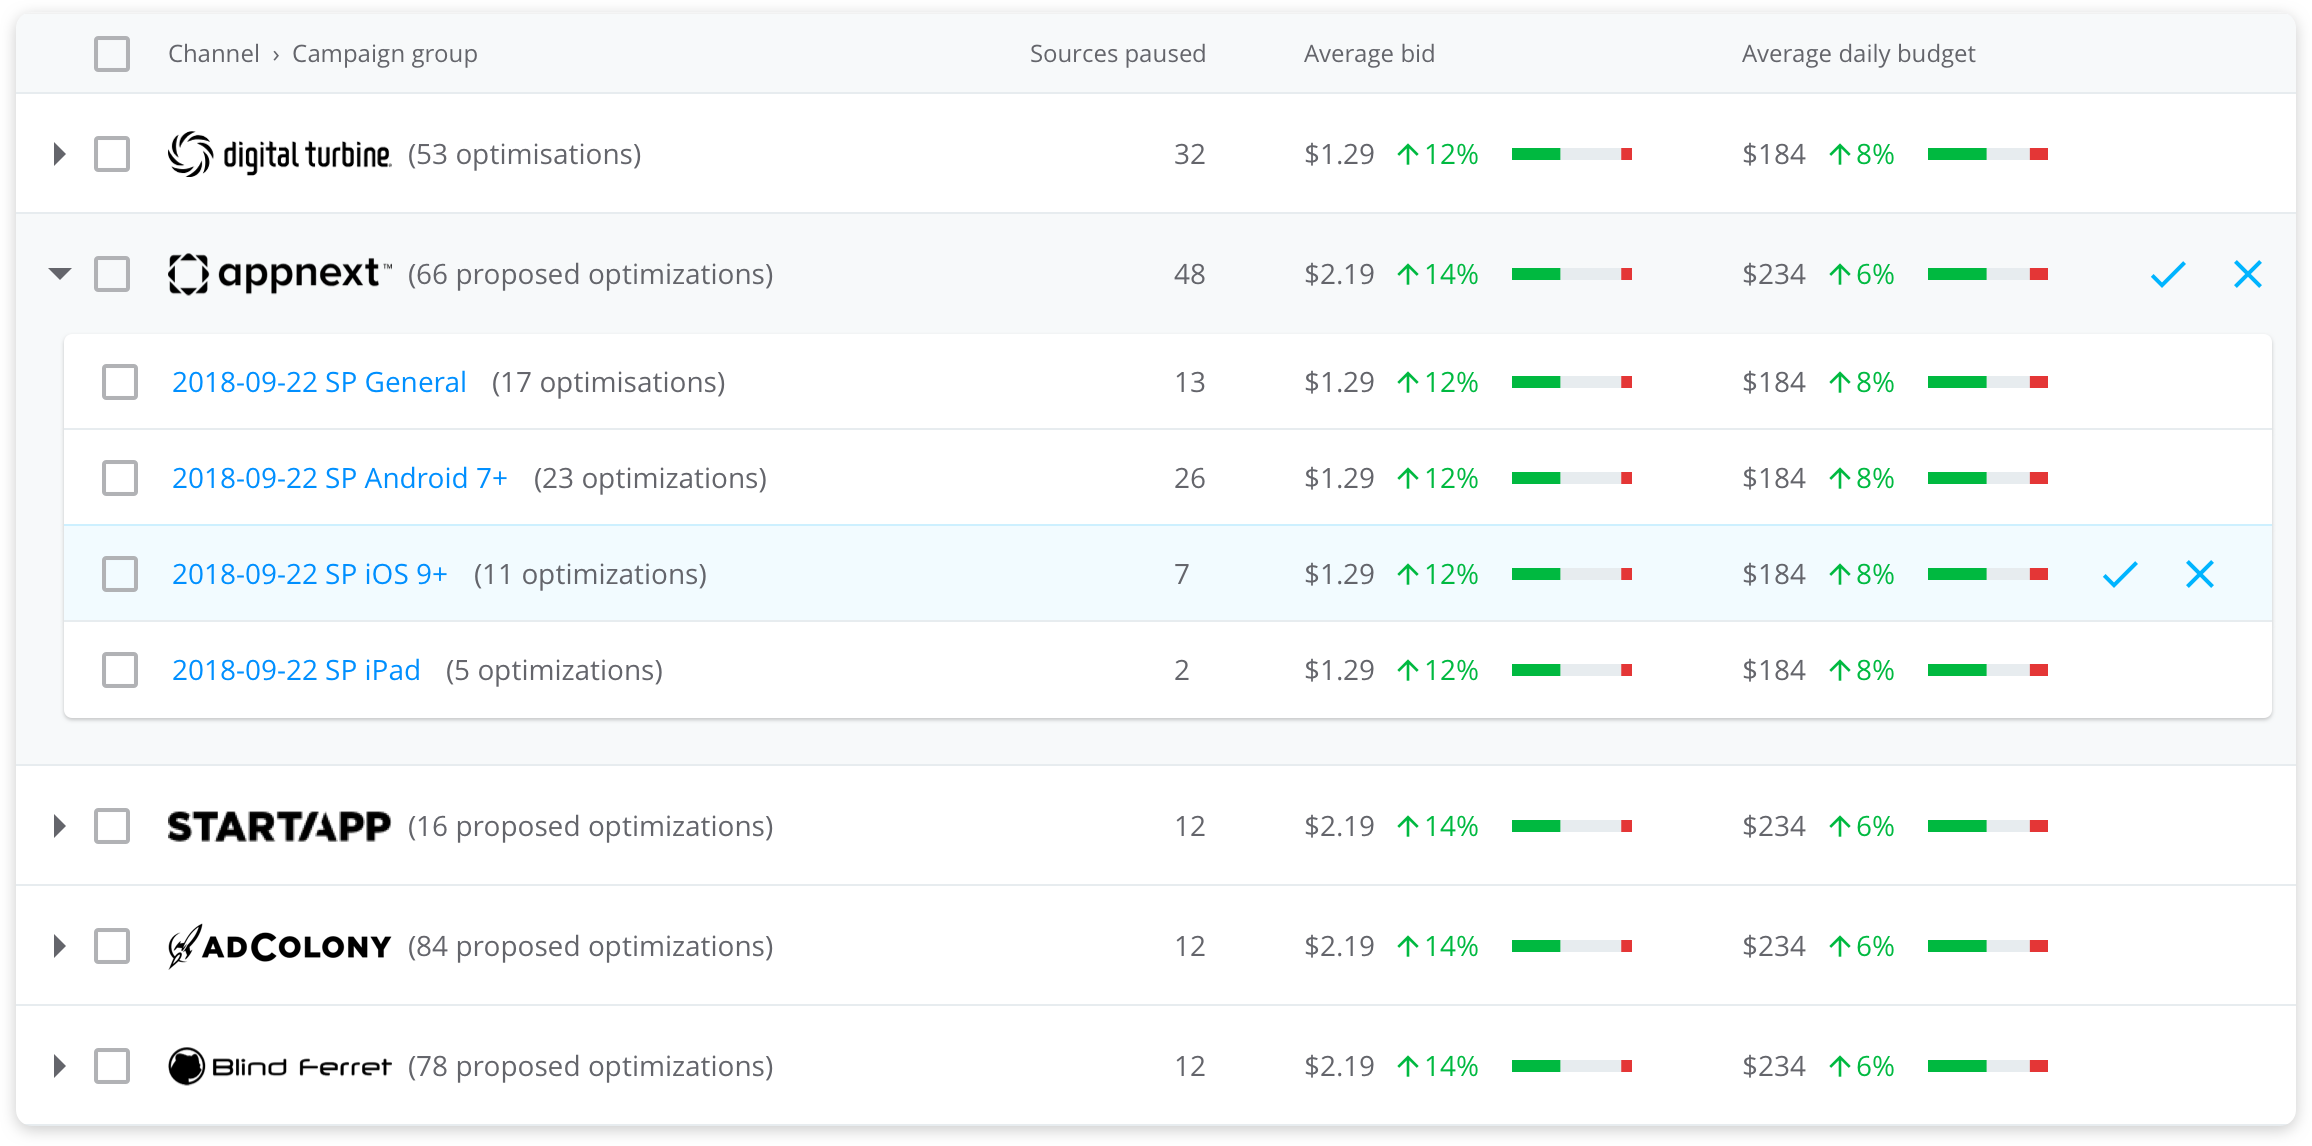 Channel › Campaign group Sources paused Average bid Average daily budget
digital turbine (53 optimisations) 32 $1.29 ↑12% $184 ↑8%
appnext™ (66 proposed optimizations) 48 $2.19 ↑14% $234 ↑6%
2018-09-22 SP General (17 optimisations) 13 $1.29 ↑12% $184 ↑8%
2018-09-22 SP Android 7+ (23 optimizations) 26 $1.29 ↑12% $184 ↑8%
2018-09-22 SP iOS 9+ (11 optimizations) 7 $1.29 ↑12% $184 ↑8%
2018-09-22 SP iPad (5 optimizations) 2 $1.29 ↑12% $184 ↑8%
STARTAPP (16 proposed optimizations) 12 $2.19 ↑14% $234 ↑6%
ADCOLONY (84 proposed optimizations) 12 $2.19 ↑14% $234 ↑6%
Blind Ferret (78 proposed optimizations) 12 $2.19 ↑14% $234 ↑6%